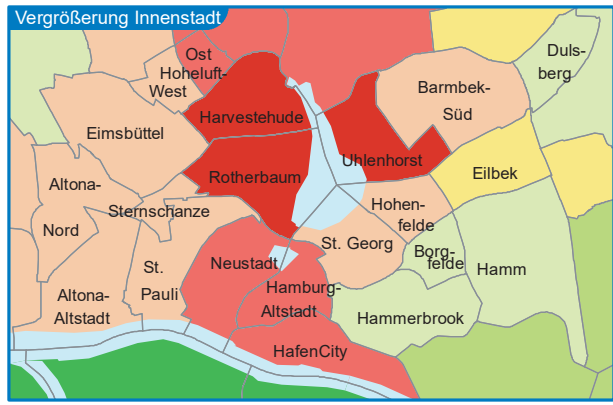 Vergrößerung Innenstadt
Ost
Hoheluft-
West
Dulsberg
Harvestehude
Barmbek-
Süd
Eimsbüttel
Uhlenhorst
Eilbek
Altona-
Nord
Rotherbaum
Sternschanze
Hohen-
felde
St. Georg
Borg-
felde
Hamm
Neustadt
St.
Pauli
Hamburg-
Altstadt
Altona-
Altstadt
Hammerbrook
HafenCity